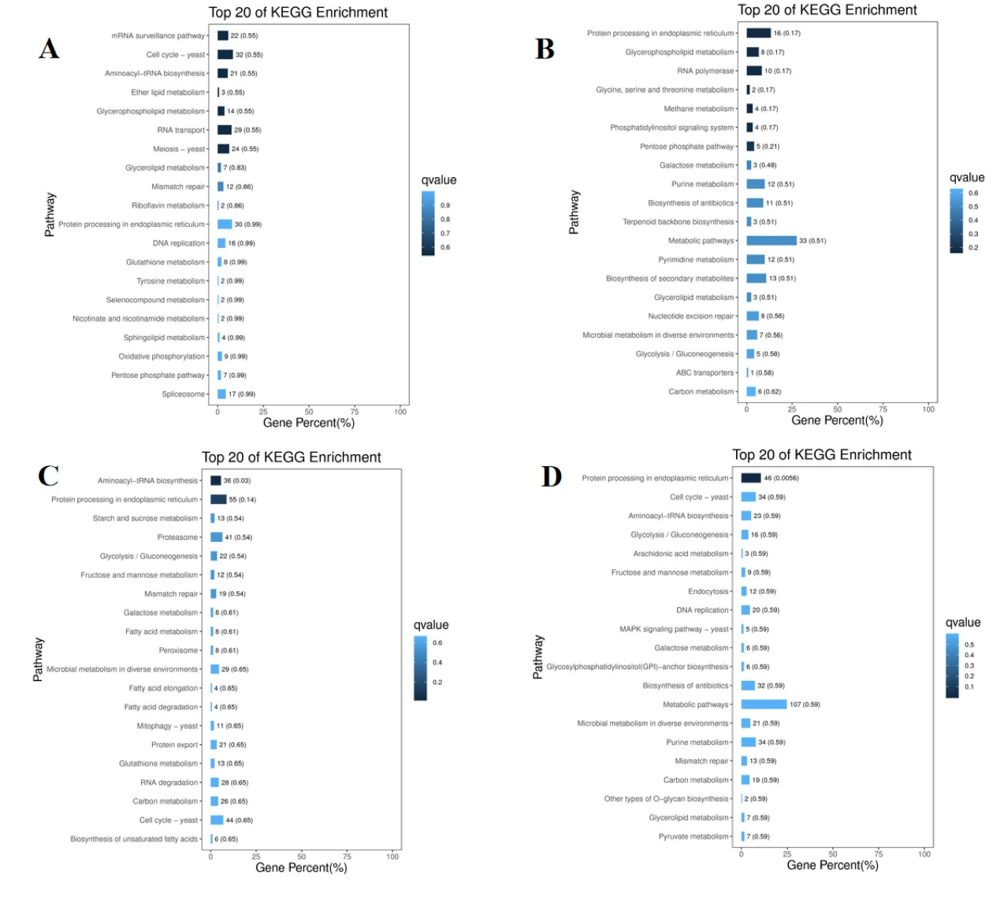 A
Top 20 of KEGG Enrichment
Pathway
mRNA surveillance pathway 22 (0.55)
Cell cycle − yeast 32 (0.55)
Aminoacyl−tRNA biosynthesis 21 (0.55)
Ether lipid metabolism 3 (0.55)
Glycerophospholipid metabolism 14 (0.55)
RNA transport 29 (0.55)
Meiosis − yeast 24 (0.55)
Glycerolipid metabolism 7 (0.83)
Mismatch repair 12 (0.86)
Riboflavin metabolism 2 (0.86)
Protein processing in endoplasmic reticulum 30 (0.99)
DNA replication 16 (0.99)
Glutathione metabolism 8 (0.99)
Tyrosine metabolism 2 (0.99)
Selenocompound metabolism 2 (0.99)
Nicotinate and nicotinamide metabolism 2 (0.99)
Sphingolipid metabolism 4 (0.99)
Oxidative phosphorylation 9 (0.99)
Pentose phosphate pathway 7 (0.99)
Spliceosome 17 (0.99)
0 25 50 75 100
Gene Percent(%)
qvalue
0.9
0.8
0.7
0.6
B
Top 20 of KEGG Enrichment
Pathway
Protein processing in endoplasmic reticulum 16 (0.17)
Glycerophospholipid metabolism 8 (0.17)
RNA polymerase 10 (0.17)
Glycine, serine and threonine metabolism 2 (0.17)
Methane metabolism 4 (0.17)
Phosphatidylinositol signaling system 4 (0.17)
Pentose phosphate pathway 5 (0.21)
Galactose metabolism 3 (0.48)
Purine metabolism 12 (0.51)
Biosynthesis of antibiotics 11 (0.51)
Terpenoid backbone biosynthesis 3 (0.51)
Metabolic pathways 33 (0.51)
Pyrimidine metabolism 12 (0.51)
Biosynthesis of secondary metabolites 13 (0.51)
Glycerolipid metabolism 3 (0.51)
Nucleotide excision repair 8 (0.56)
Microbial metabolism in diverse environments 7 (0.56)
Glycolysis / Gluconeogenesis 5 (0.58)
ABC transporters 1 (0.58)
Carbon metabolism 6 (0.62)
0 25 50 75 100
Gene Percent(%)
qvalue
0.6
0.5
0.4
0.3
0.2
C
Top 20 of KEGG Enrichment
Pathway
Aminoacyl−tRNA biosynthesis 36 (0.03)
Protein processing in endoplasmic reticulum 55 (0.14)
Starch and sucrose metabolism 13 (0.54)
Proteasome 41 (0.54)
Glycolysis / Gluconeogenesis 22 (0.54)
Fructose and mannose metabolism 12 (0.54)
Mismatch repair 19 (0.54)
Galactose metabolism 8 (0.61)
Fatty acid metabolism 8 (0.61)
Peroxisome 8 (0.61)
Microbial metabolism in diverse environments 29 (0.65)
Fatty acid elongation 4 (0.65)
Fatty acid degradation 4 (0.65)
Mitophagy − yeast 11 (0.65)
Protein export 21 (0.65)
Glutathione metabolism 13 (0.65)
RNA degradation 28 (0.65)
Carbon metabolism 26 (0.65)
Cell cycle − yeast 44 (0.65)
Biosynthesis of unsaturated fatty acids 6 (0.65)
0 25 50 75 100
Gene Percent(%)
qvalue
0.6
0.4
0.2
D
Top 20 of KEGG Enrichment
Pathway
Protein processing in endoplasmic reticulum 46 (0.0056)
Cell cycle − yeast 34 (0.59)
Aminoacyl−tRNA biosynthesis 23 (0.59)
Glycolysis / Gluconeogenesis 16 (0.59)
Arachidonic acid metabolism 3 (0.59)
Fructose and mannose metabolism 9 (0.59)
Endocytosis 12 (0.59)
DNA replication 20 (0.59)
MAPK signaling pathway − yeast 5 (0.59)
Galactose metabolism 6 (0.59)
Glycosylphosphatidylinositol(GPI)−anchor biosynthesis 6 (0.59)
Biosynthesis of antibiotics 32 (0.59)
Metabolic pathways 107 (0.59)
Microbial metabolism in diverse environments 21 (0.59)
Purine metabolism 34 (0.59)
Mismatch repair 13 (0.59)
Carbon metabolism 19 (0.59)
Other types of O−glycan biosynthesis 2 (0.59)
Glycerolipid metabolism 7 (0.59)
Pyruvate metabolism 7 (0.59)
0 25 50 75 100
Gene Percent(%)
qvalue
0.5
0.4
0.3
0.2
0.1